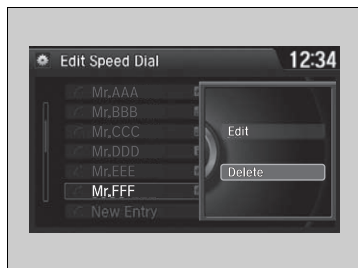 Edit Speed Dial
12:34
Mr.AAA
Mr.BBB
Mr.CCC
Mr.DDD
Mr.EEE
Mr.FFF
New Entry
Edit
Delete